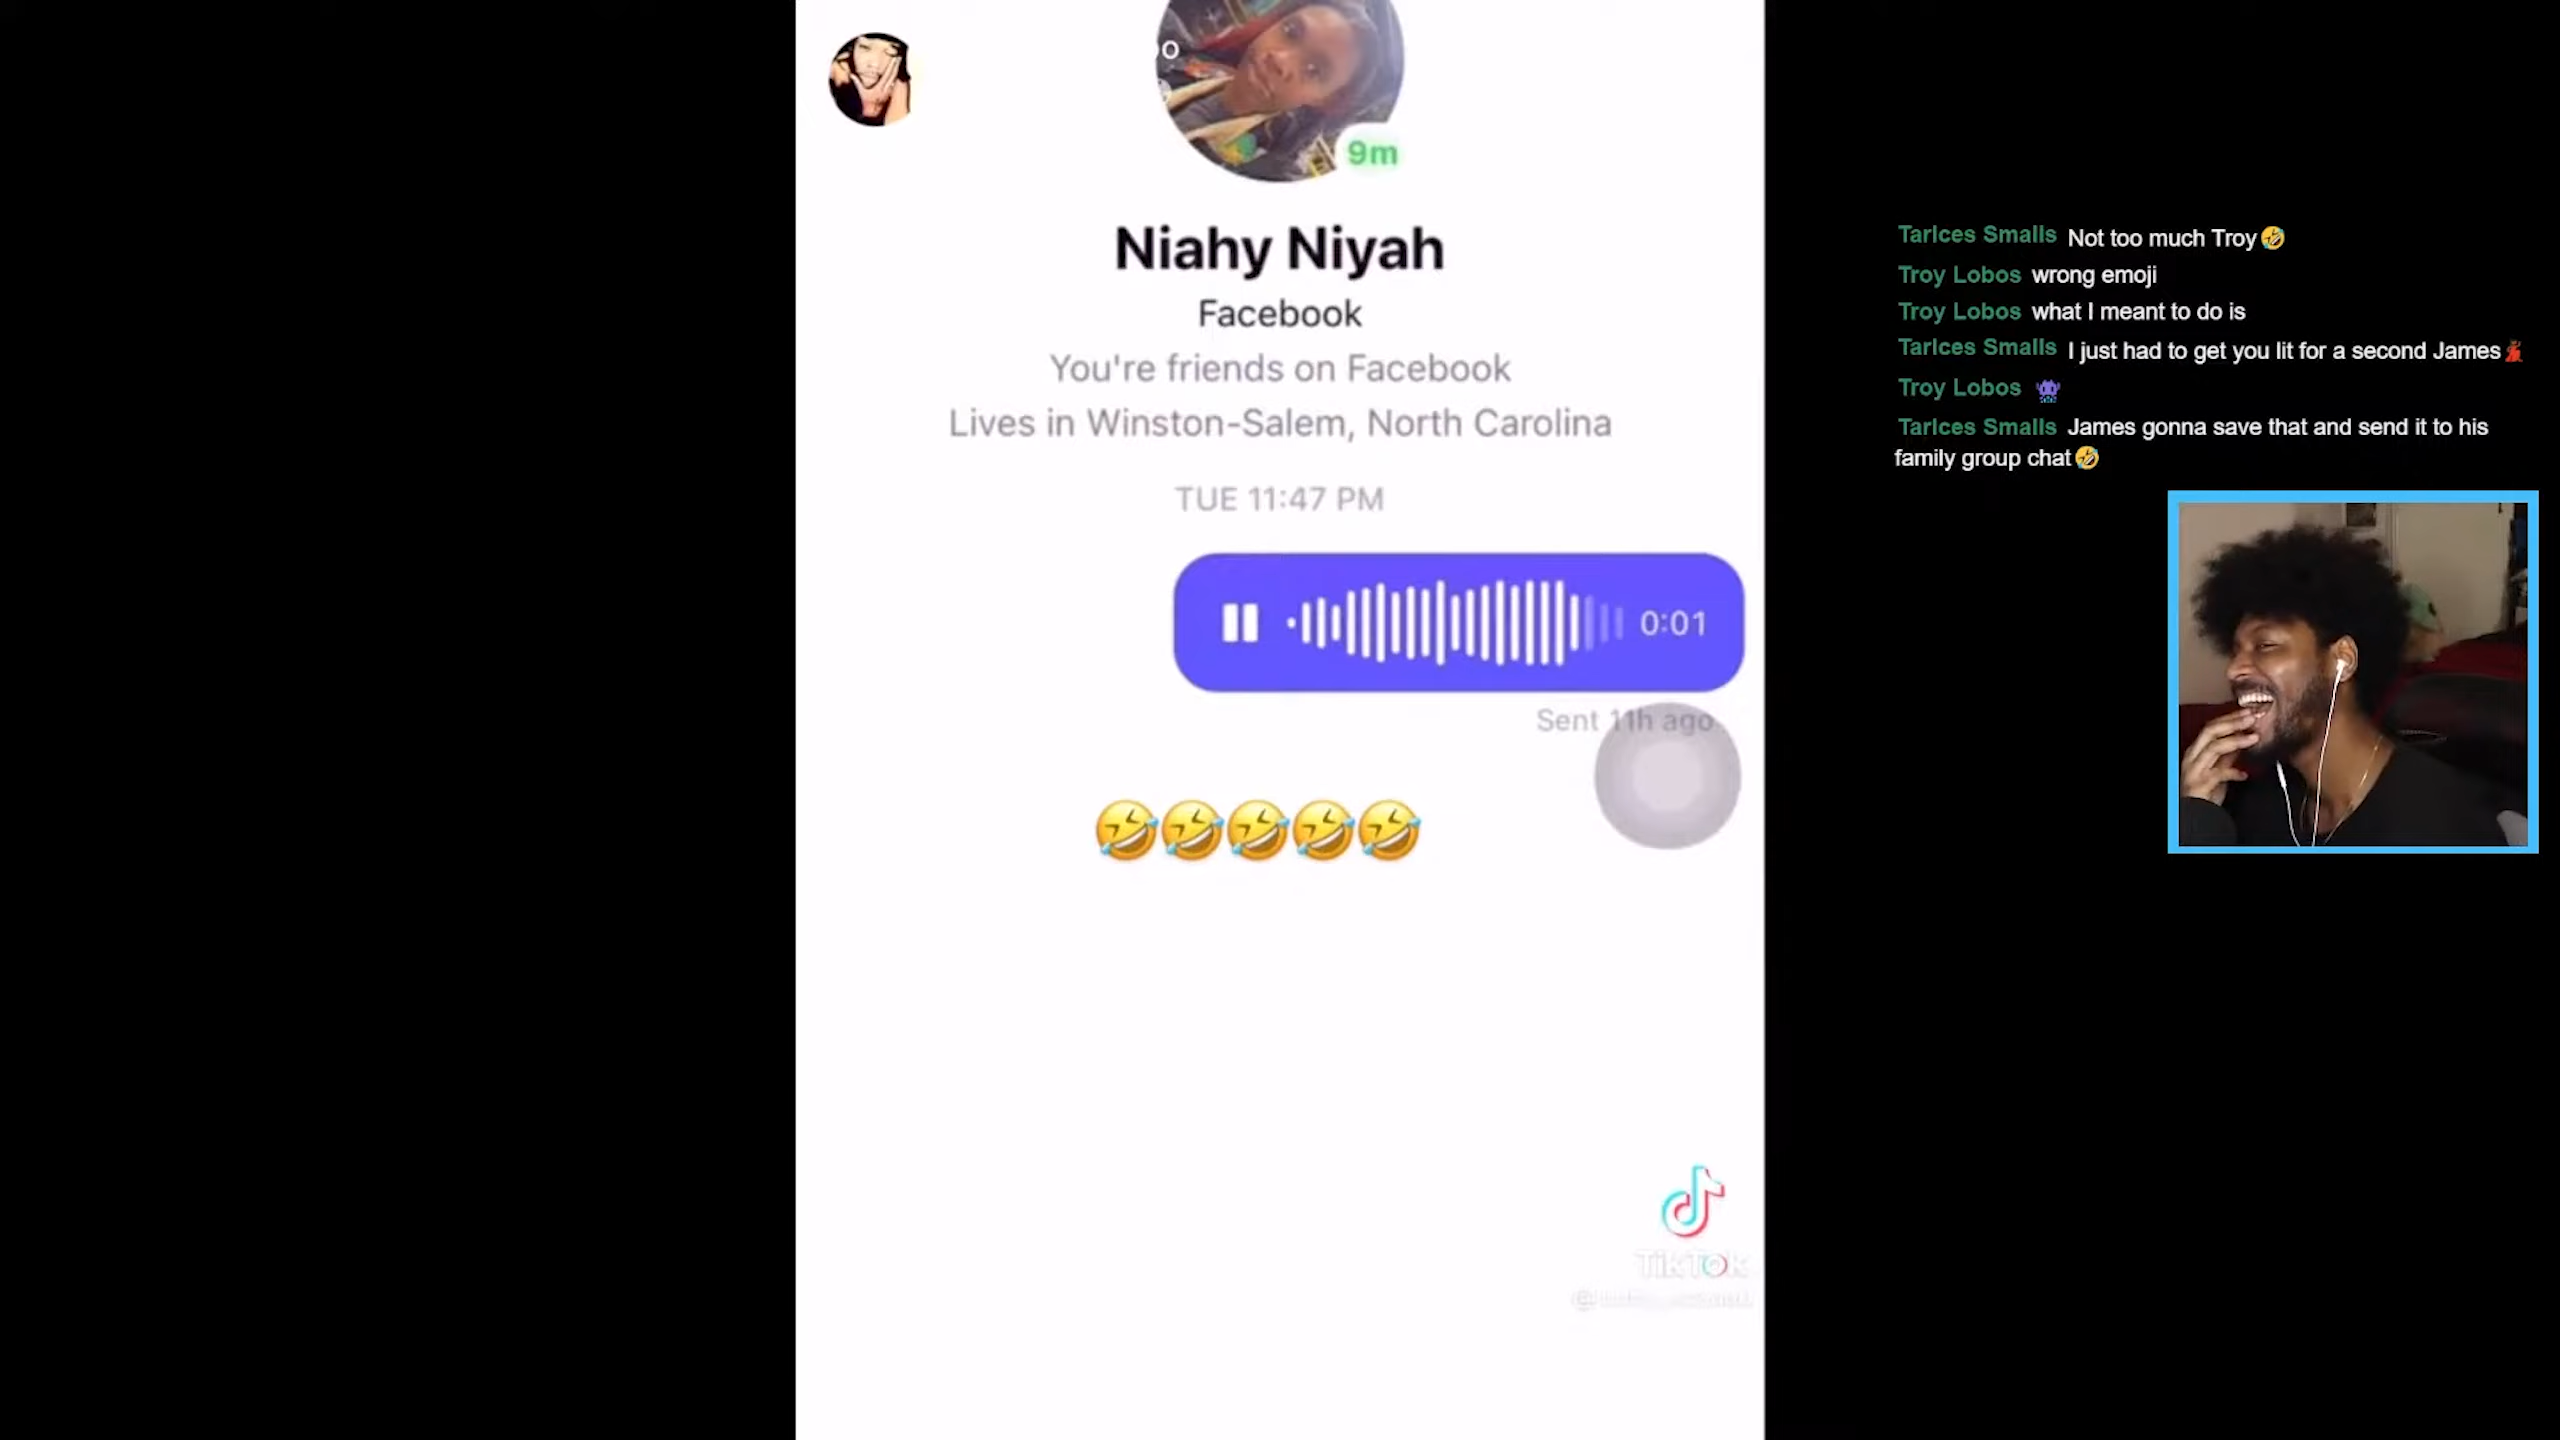 9m
Niahy Niyah
Facebook
You're friends on Facebook
Lives in Winston-Salem, North Carolina
TUE 11:47 PM
0:01
Sent 11h ago
🤣🤣🤣🤣🤣
TikTok
Tarlces Smalls Not too much Troy🤣
Troy Lobos wrong emoji
Troy Lobos what I meant to do is
Tarlces Smalls I just had to get you lit for a second James💃
Troy Lobos 👾
Tarlces Smalls James gonna save that and send it to his
family group chat🤣